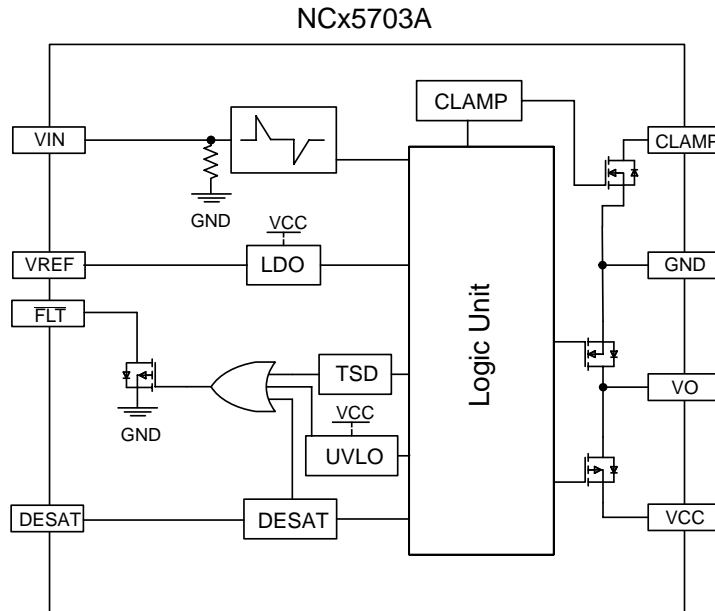 NCx5703A
CLAMP
VIN
CLAMP
GND
VCC
VREF
LDO
GND
FLT
Logic Unit
TSD
VO
VCC
GND
UVLO
DESAT
DESAT
VCC